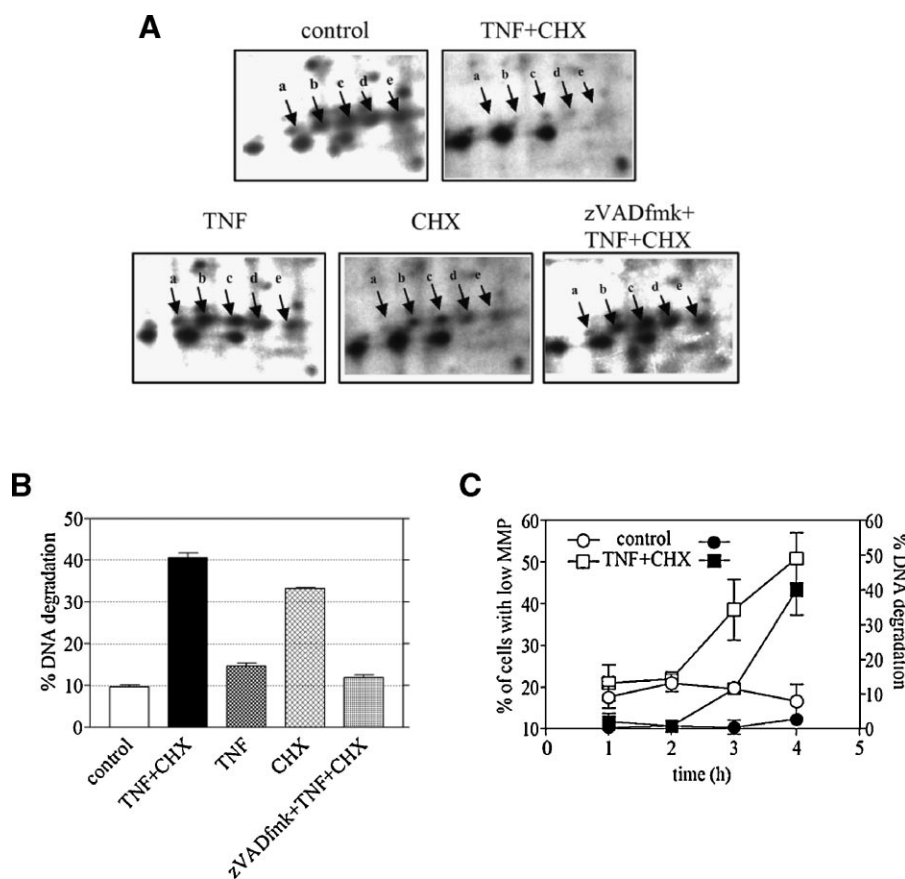 A
control
TNF+CHX
a b c d e
a b c d e
TNF
CHX
zVADfmk+
TNF+CHX
a b c d e
a b c d e
a b c d e
B
% DNA degradation
50
40
30
20
10
0
control
TNF+CHX
TNF
CHX
zVADfmk+TNF+CHX
C
% of cells with low MMP
60
50
40
30
20
10
control
TNF+CHX
60
50
40
30
20
10
0
% DNA degradation
0 1 2 3 4 5
time (h)